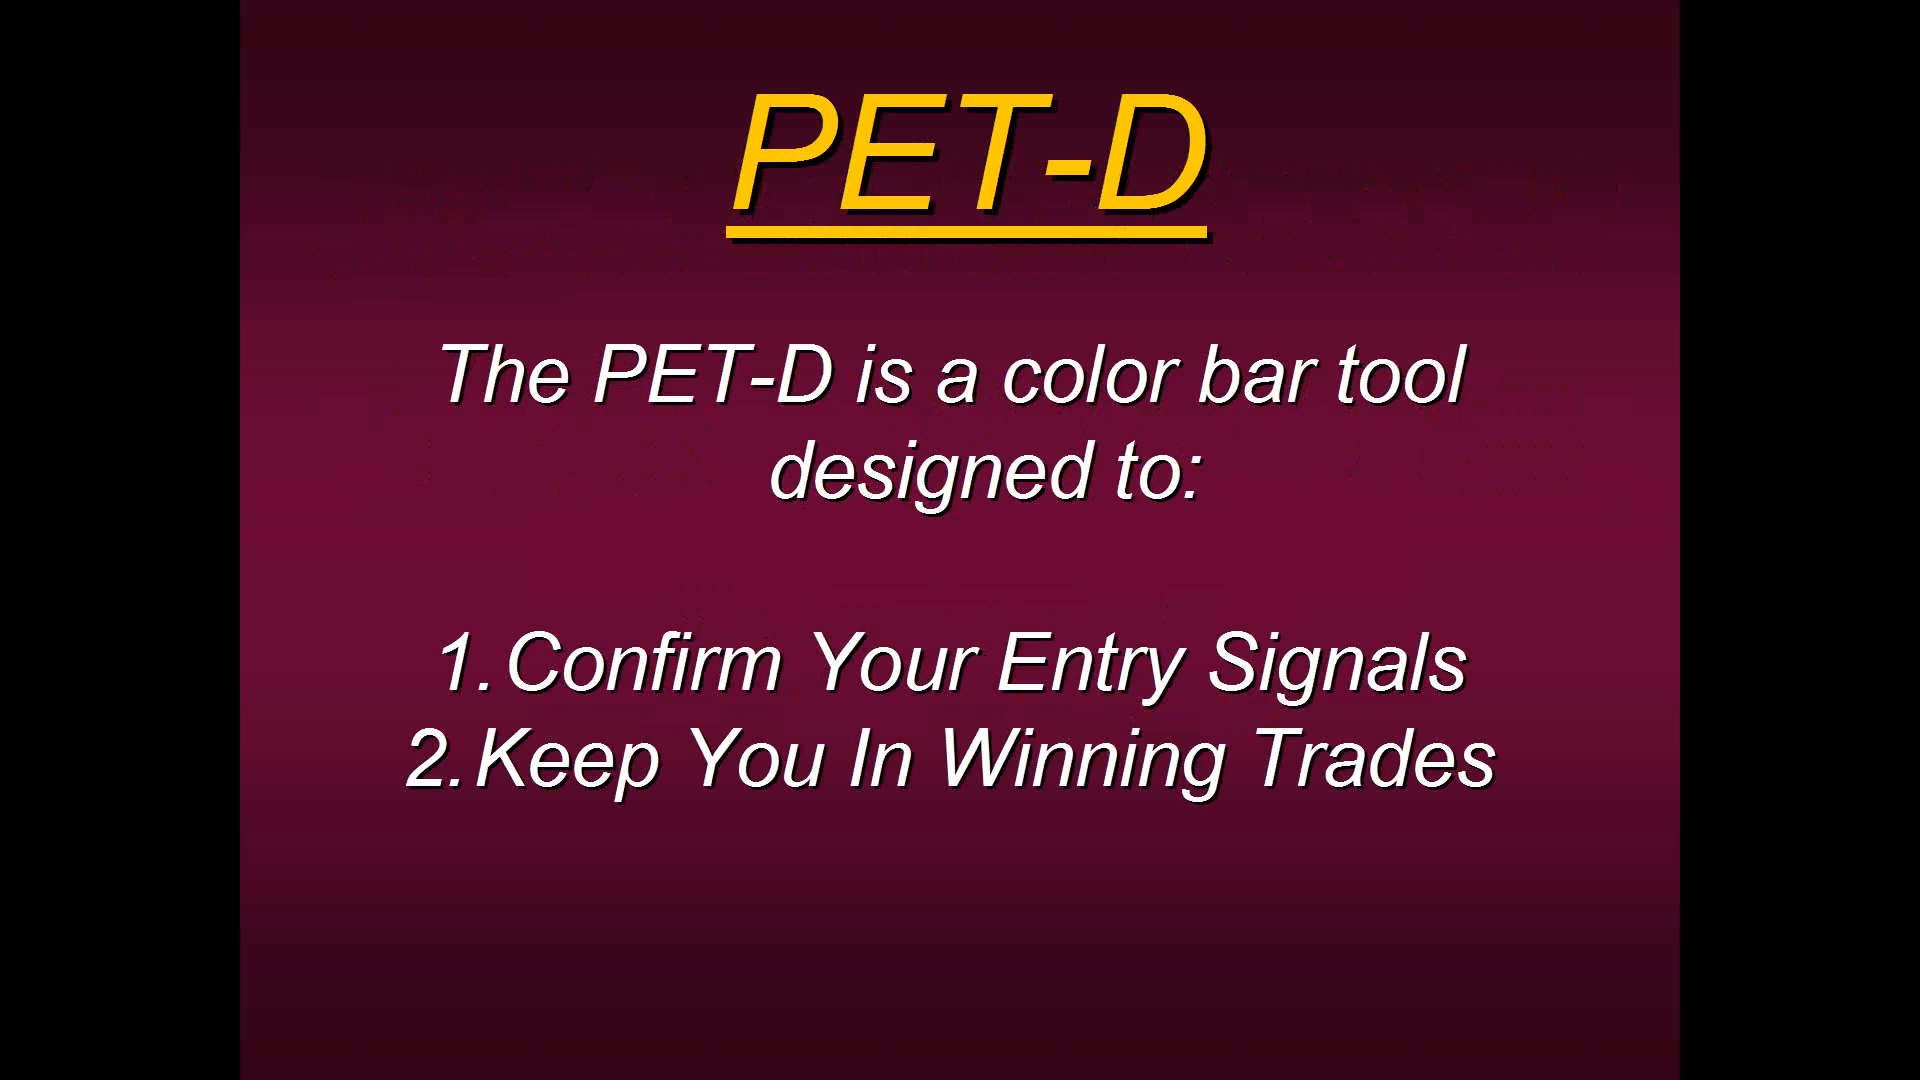 PET-D
The PET-D is a color bar tool
designed to:
1. Confirm Your Entry Signals
2. Keep You In Winning Trades